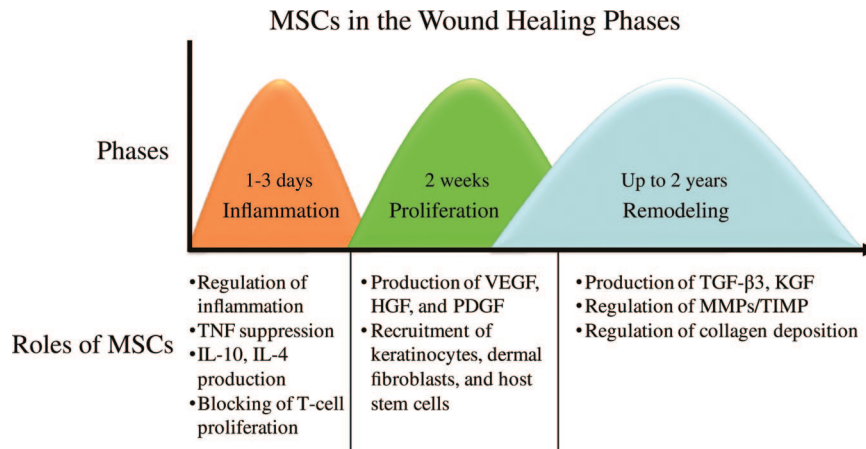 MSCs in the Wound Healing Phases
Phases
1-3 days
Inflammation
2 weeks
Proliferation
Up to 2 years
Remodeling
Roles of MSCs
•Regulation of
inflammation
•TNF suppression
•IL-10, IL-4
production
•Blocking of T-cell
proliferation
•Production of VEGF,
HGF, and PDGF
•Recruitment of
keratinocytes, dermal
fibroblasts, and host
stem cells
•Production of TGF-β3, KGF
•Regulation of MMPs/TIMP
•Regulation of collagen deposition